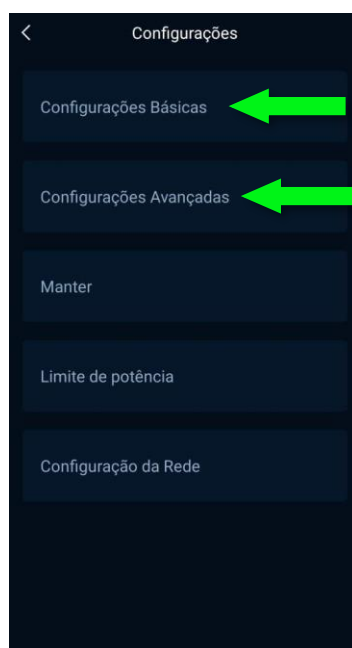 Configurações
Configurações Básicas
Configurações Avançadas
Manter
Limite de potência
Configuração da Rede